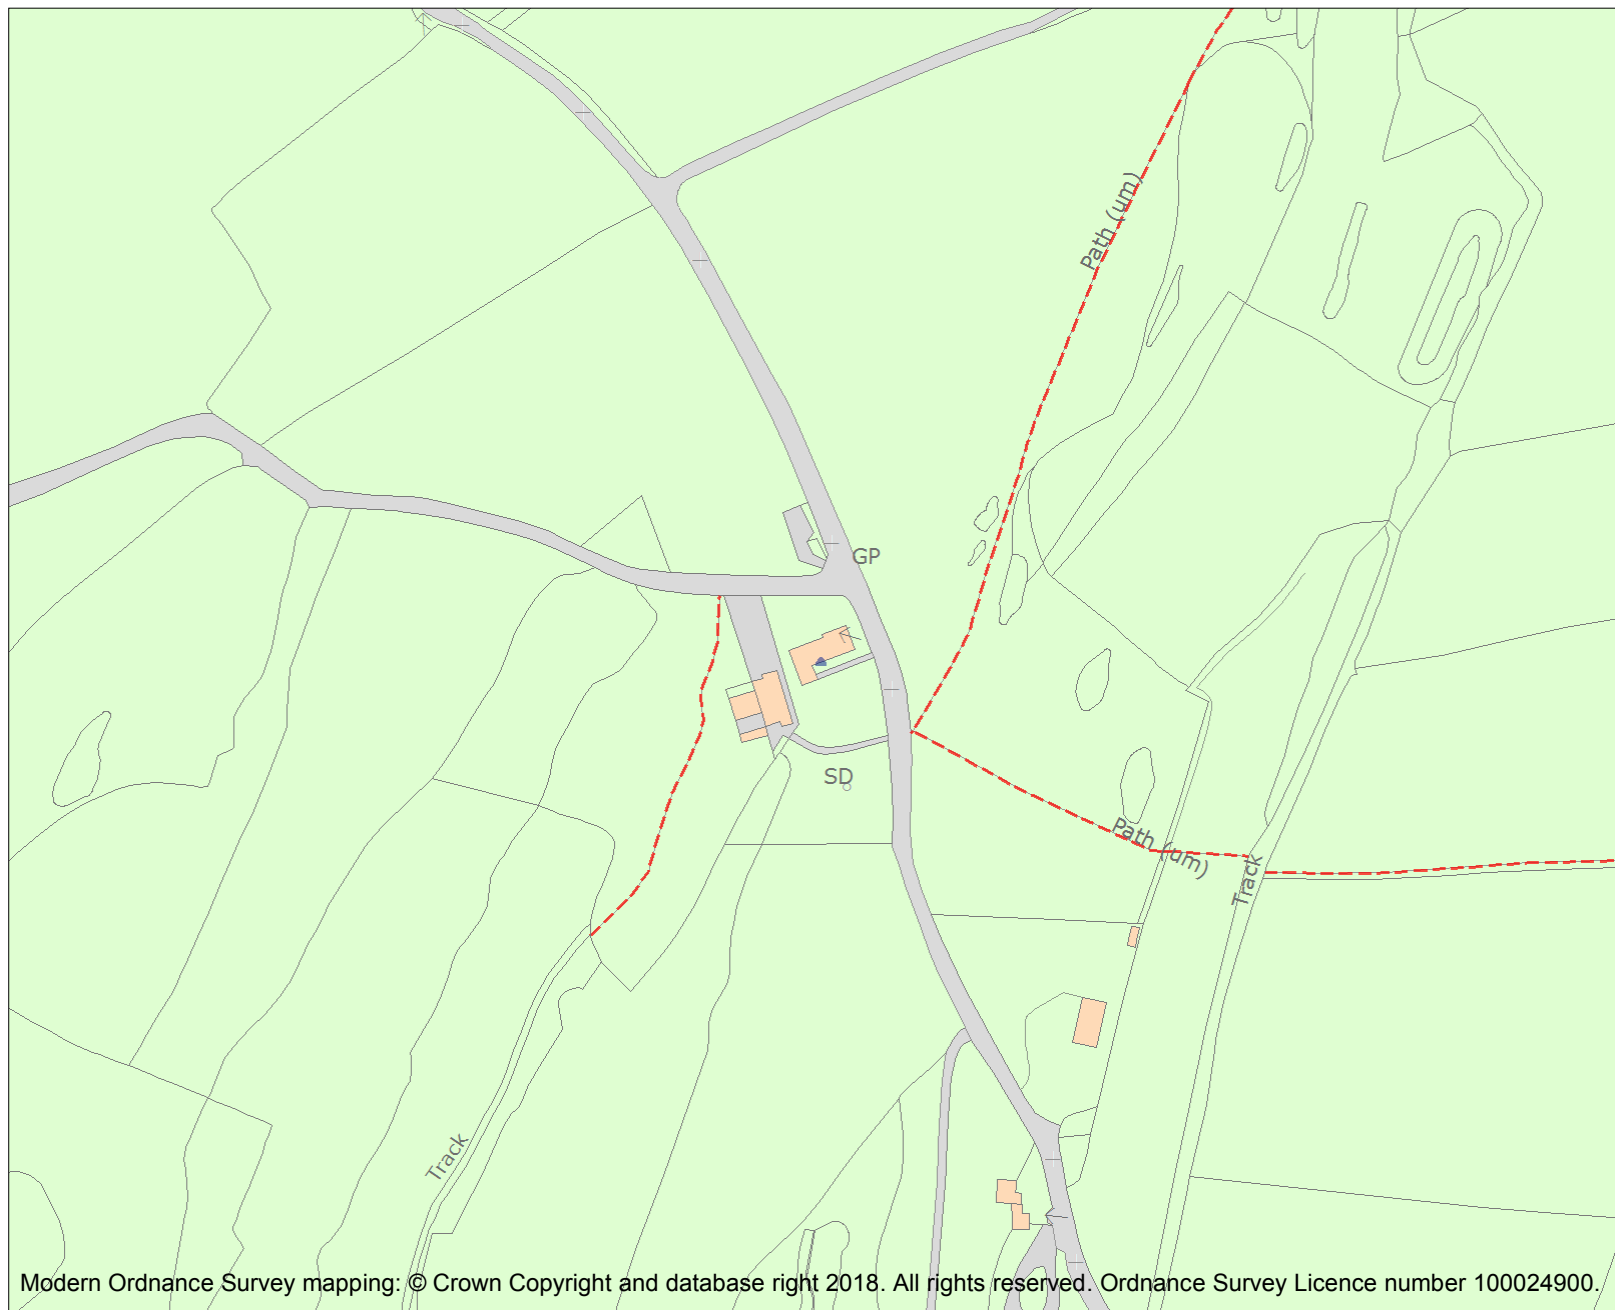 Path (um)
GP
SD
Path (um)
Track
Track
Modern Ordnance Survey mapping: © Crown Copyright and database right 2018. All rights reserved. Ordnance Survey Licence number 100024900.